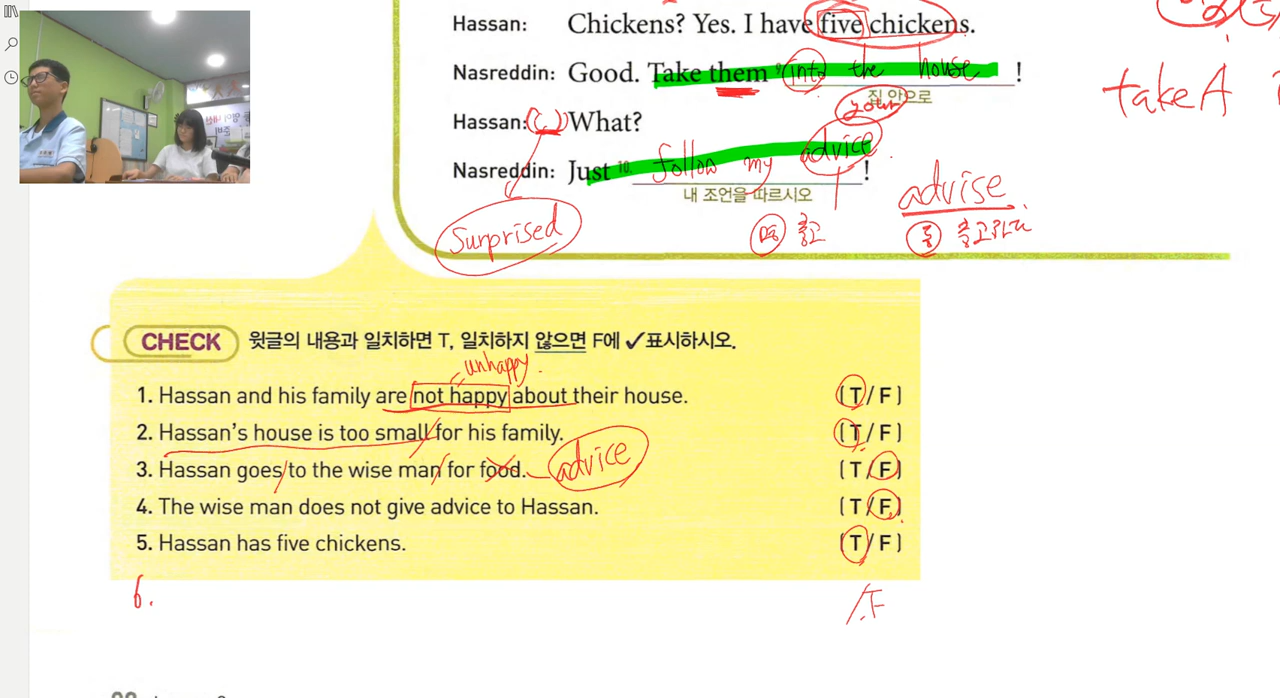 Hassan: Chickens? Yes. I have five chickens.
Nasreddin: Good. Take them into the house !
집 안으로
take A
your
Hassan: ( ) What?
Nasreddin: Just 10. follow my advice !
내 조언을 따르시오
advise
Surprised
명 충고
동 충고하다
CHECK 윗글의 내용과 일치하면 T, 일치하지 않으면 F에 ✓표시하시오.
unhappy
1. Hassan and his family are not happy about their house. ( T / F )
2. Hassan's house is too small for his family. ( T / F )
3. Hassan goes to the wise man for food. advice ( T / F )
4. The wise man does not give advice to Hassan. ( T / F )
5. Hassan has five chickens. ( T / F )
6.